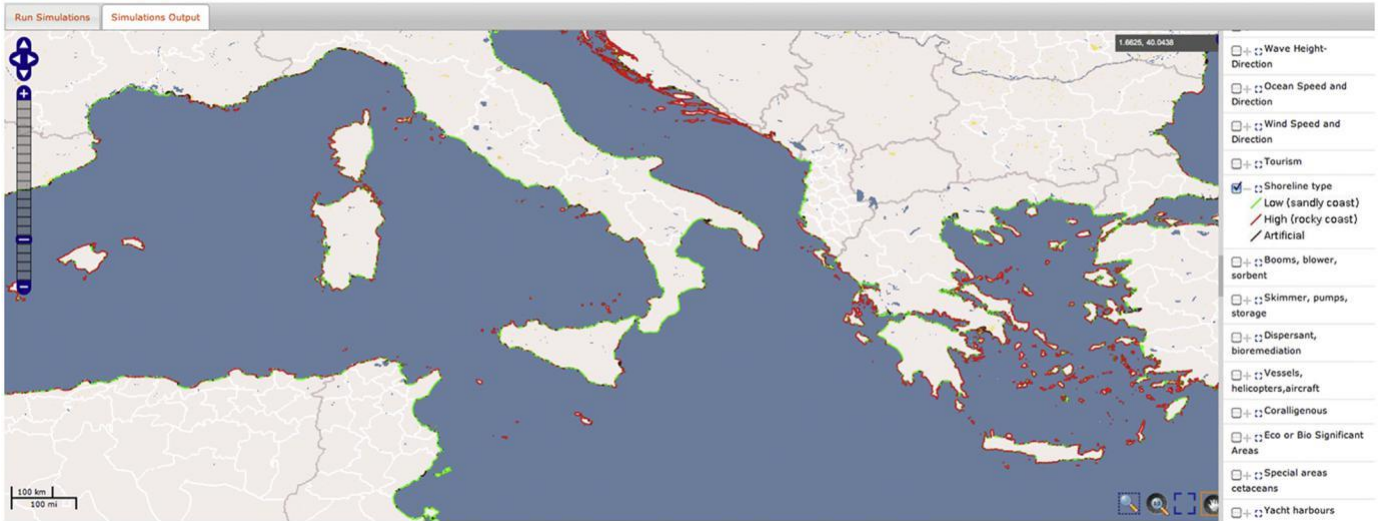 Run Simulations
Simulations Output
1.6625, 40.0438
Wave Height-
Direction
Ocean Speed and
Direction
Wind Speed and
Direction
Tourism
Shoreline type
Low (sandly coast)
High (rocky coast)
Artificial
Booms, blower,
sorbent
Skimmer, pumps,
storage
Dispersant,
bioremediation
Vessels,
helicopters,aircraft
Coralligenous
Eco or Bio Significant
Areas
Special areas
cetaceans
Yacht harbours
100 km
100 mi